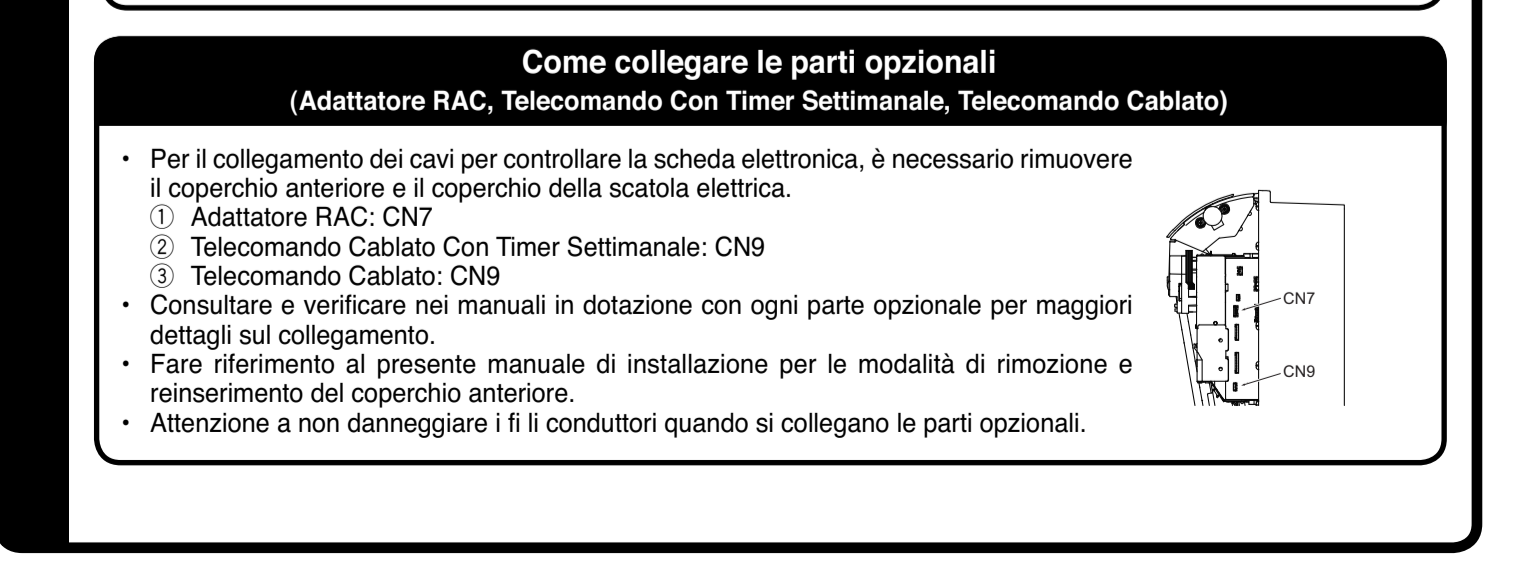 Come collegare le parti opzionali
(Adattatore RAC, Telecomando Con Timer Settimanale, Telecomando Cablato)
• Per il collegamento dei cavi per controllare la scheda elettronica, è necessario rimuovere
il coperchio anteriore e il coperchio della scatola elettrica.
① Adattatore RAC: CN7
② Telecomando Cablato Con Timer Settimanale: CN9
③ Telecomando Cablato: CN9
• Consultare e verificare nei manuali in dotazione con ogni parte opzionale per maggiori
dettagli sul collegamento.
• Fare riferimento al presente manuale di installazione per le modalità di rimozione e
reinserimento del coperchio anteriore.
• Attenzione a non danneggiare i fi li conduttori quando si collegano le parti opzionali.
CN7
CN9